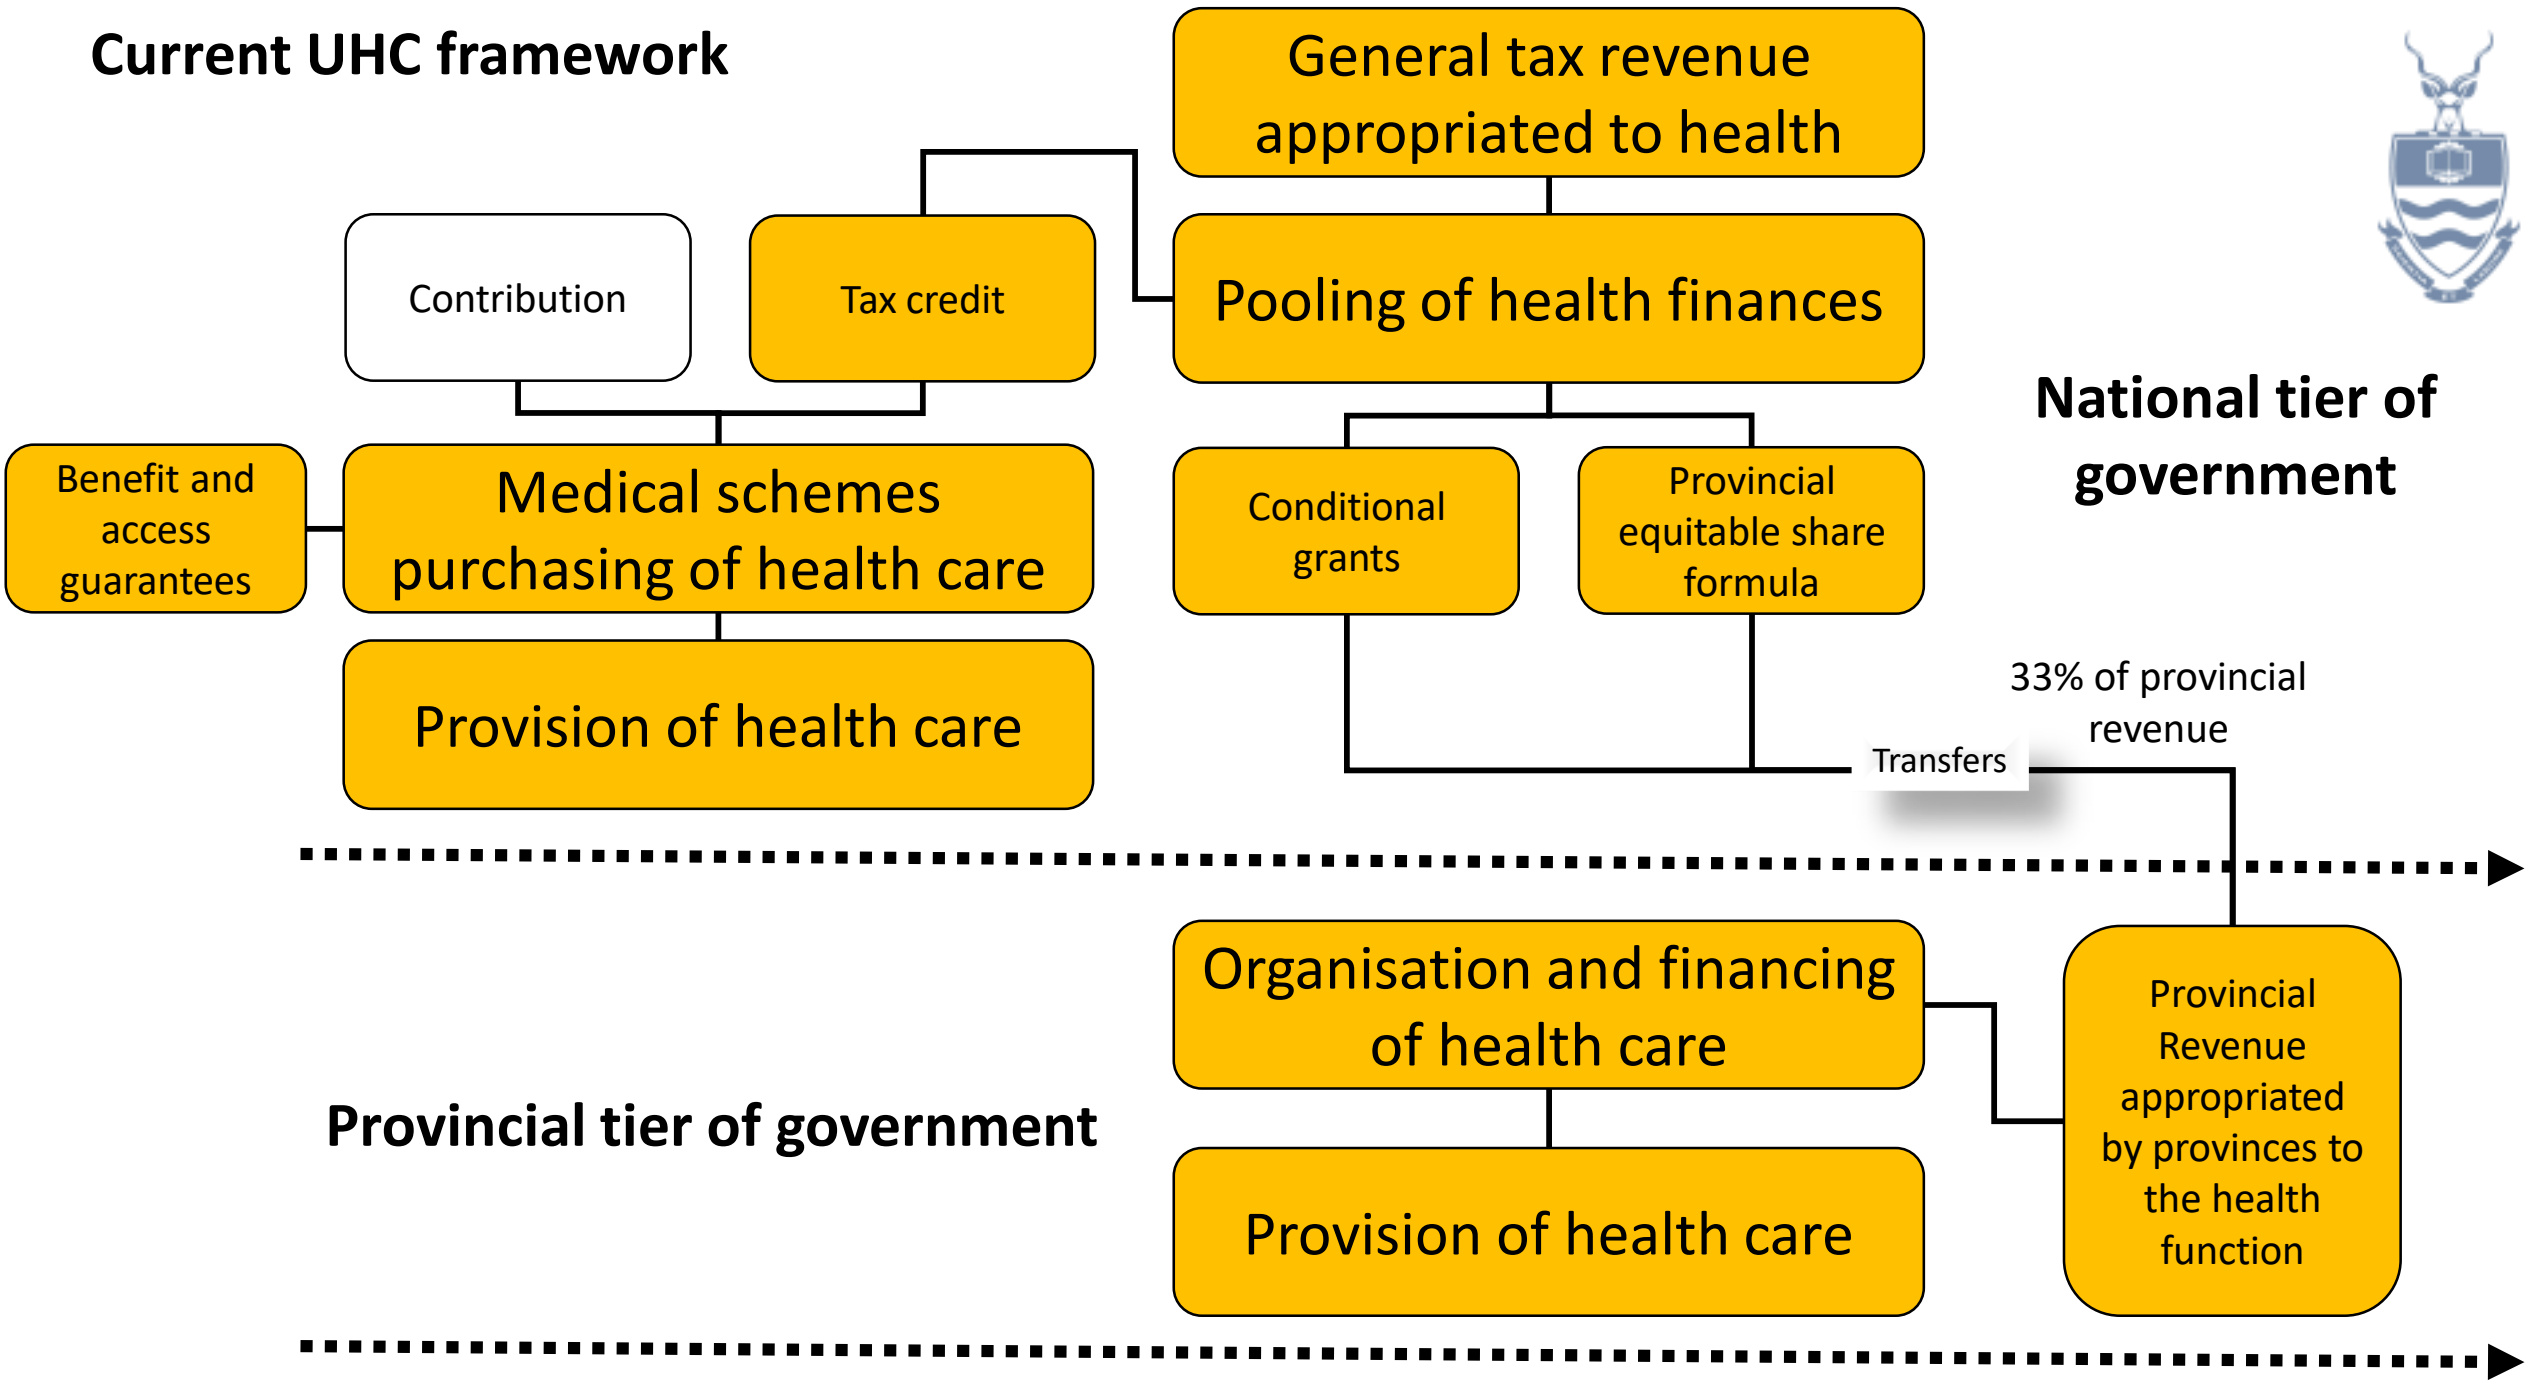 Current UHC framework
General tax revenue
appropriated to health
Contribution
Tax credit
Pooling of health finances
National tier of
government
Benefit and
access
guarantees
Medical schemes
purchasing of health care
Conditional
grants
Provincial
equitable share
formula
Provision of health care
33% of provincial
revenue
Transfers
Organisation and financing
of health care
Provincial
Revenue
appropriated
by provinces to
the health
function
Provincial tier of government
Provision of health care